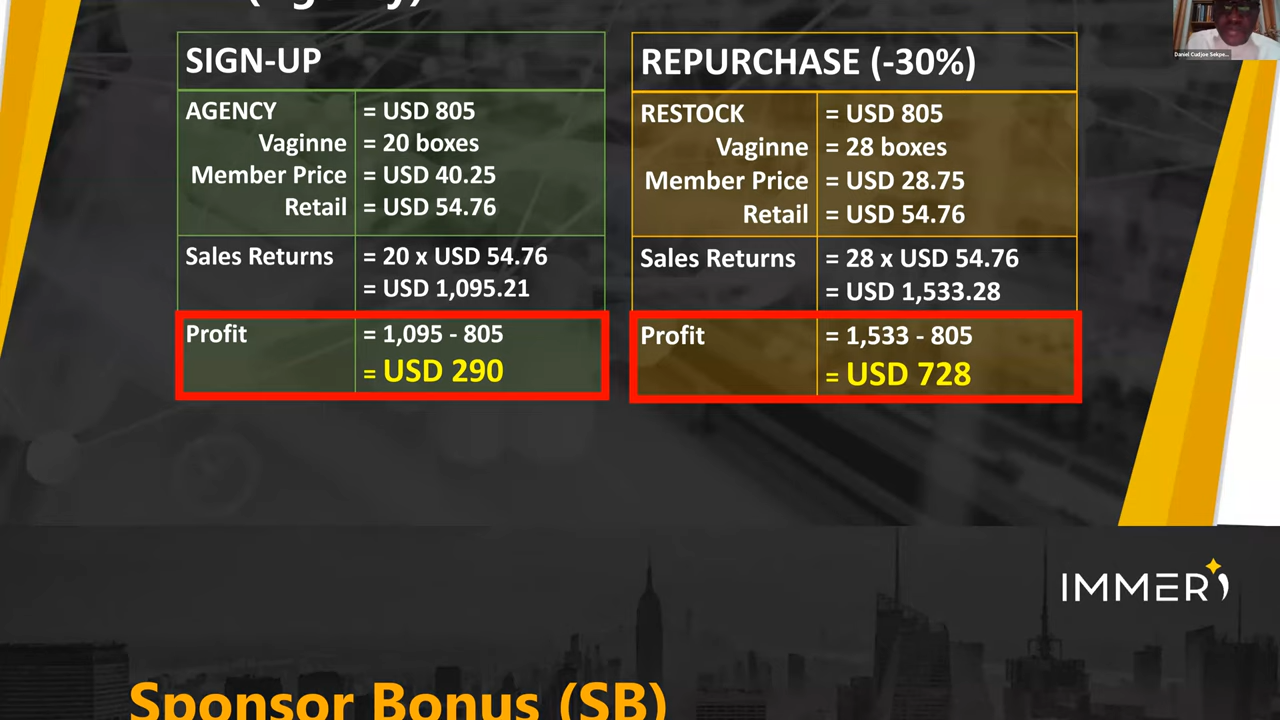 SIGN-UP
AGENCY = USD 805
Vaginne = 20 boxes
Member Price = USD 40.25
Retail = USD 54.76
Sales Returns = 20 x USD 54.76
= USD 1,095.21
Profit = 1,095 - 805
= USD 290
REPURCHASE (-30%)
RESTOCK = USD 805
Vaginne = 28 boxes
Member Price = USD 28.75
Retail = USD 54.76
Sales Returns = 28 x USD 54.76
= USD 1,533.28
Profit = 1,533 - 805
= USD 728
Daniel Cudjoe Sekpe...
IMMERI
Sponsor Bonus (SB)